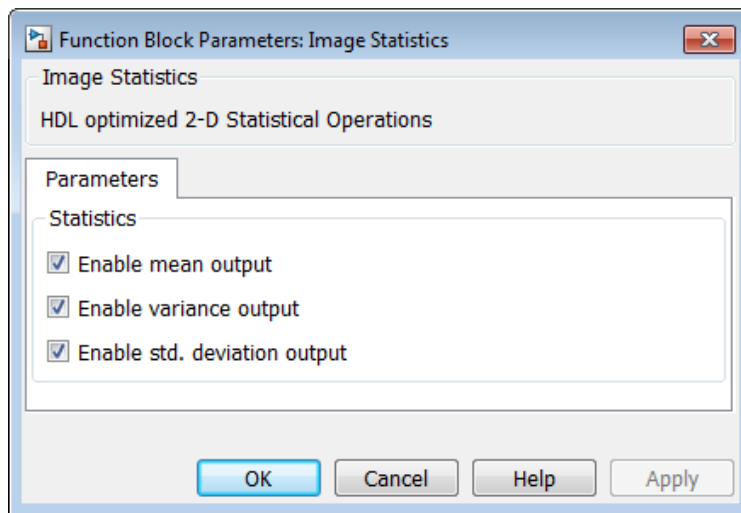 Function Block Parameters: Image Statistics
Image Statistics
HDL optimized 2-D Statistical Operations
Parameters
Statistics
Enable mean output
Enable variance output
Enable std. deviation output
OK Cancel Help Apply